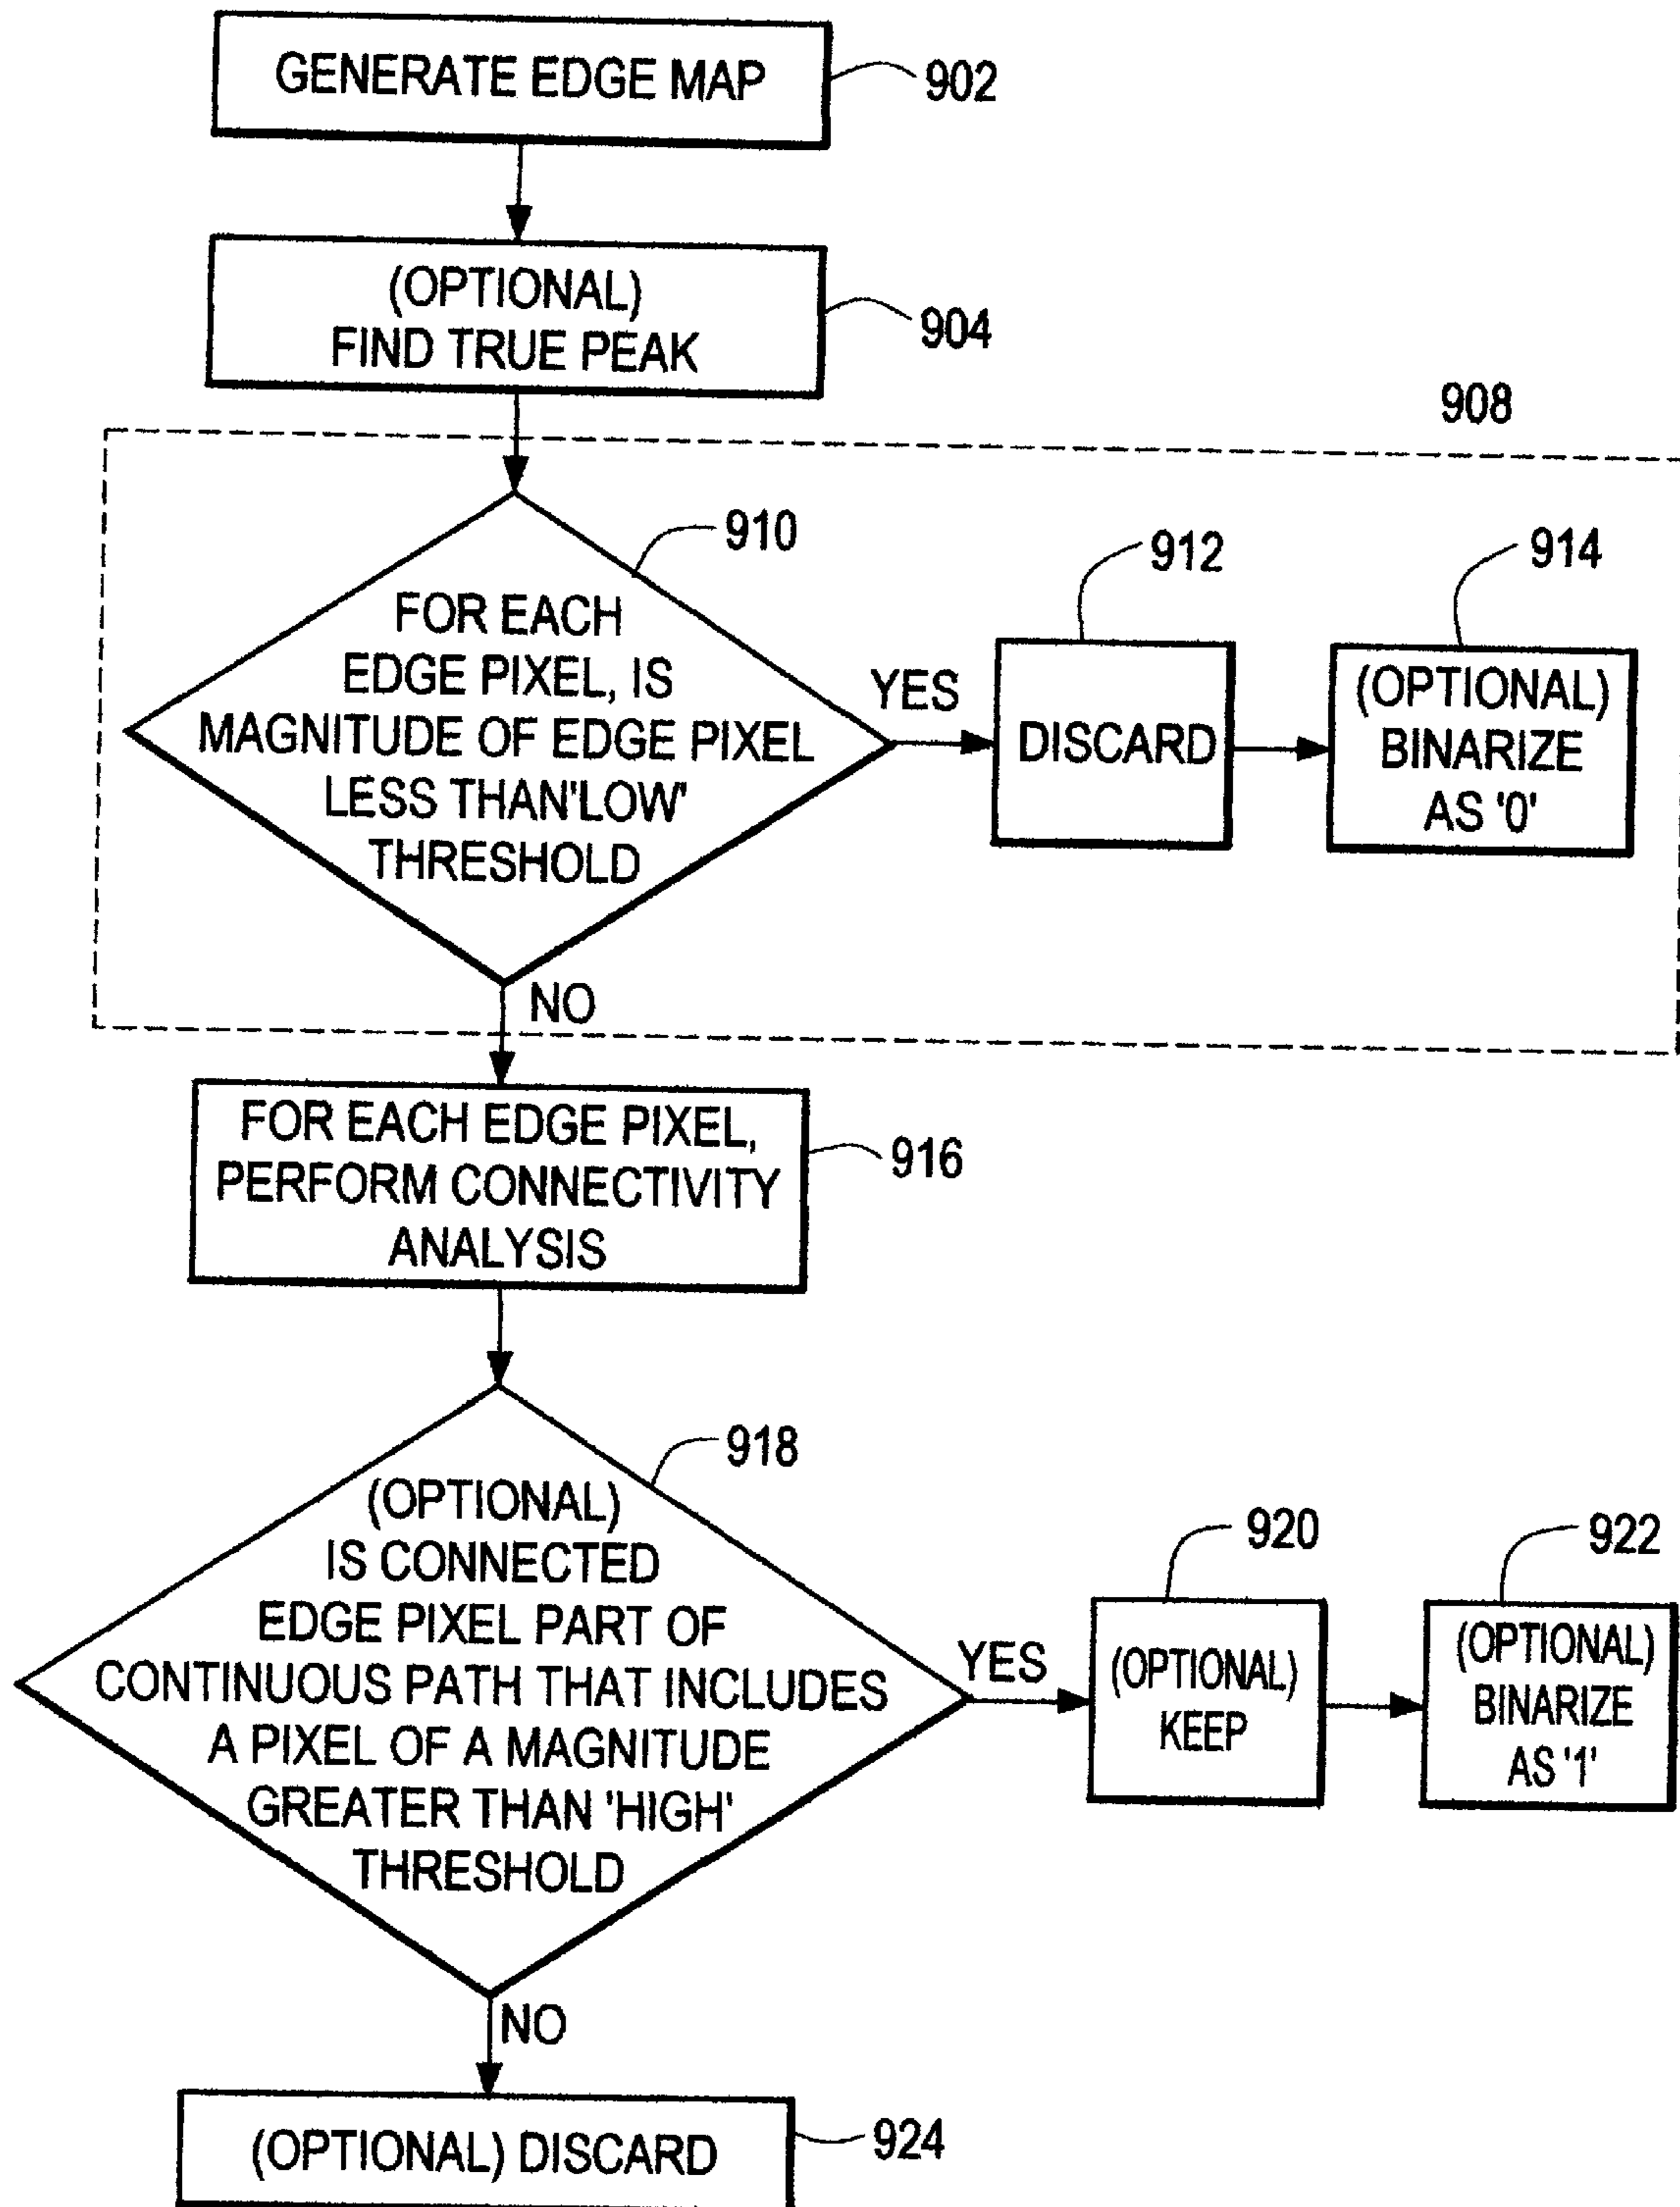 GENERATE EDGE MAP
902
(OPTIONAL)
FIND TRUE PEAK
904
908
910
FOR EACH
EDGE PIXEL, IS
MAGNITUDE OF EDGE PIXEL
LESS THAN'LOW'
THRESHOLD
YES
912
DISCARD
914
(OPTIONAL)
BINARIZE
AS '0'
NO
FOR EACH EDGE PIXEL,
PERFORM CONNECTIVITY
ANALYSIS
916
918
(OPTIONAL)
IS CONNECTED
EDGE PIXEL PART OF
CONTINUOUS PATH THAT INCLUDES
A PIXEL OF A MAGNITUDE
GREATER THAN 'HIGH'
THRESHOLD
YES
920
(OPTIONAL)
KEEP
922
(OPTIONAL)
BINARIZE
AS '1'
NO
(OPTIONAL) DISCARD
924